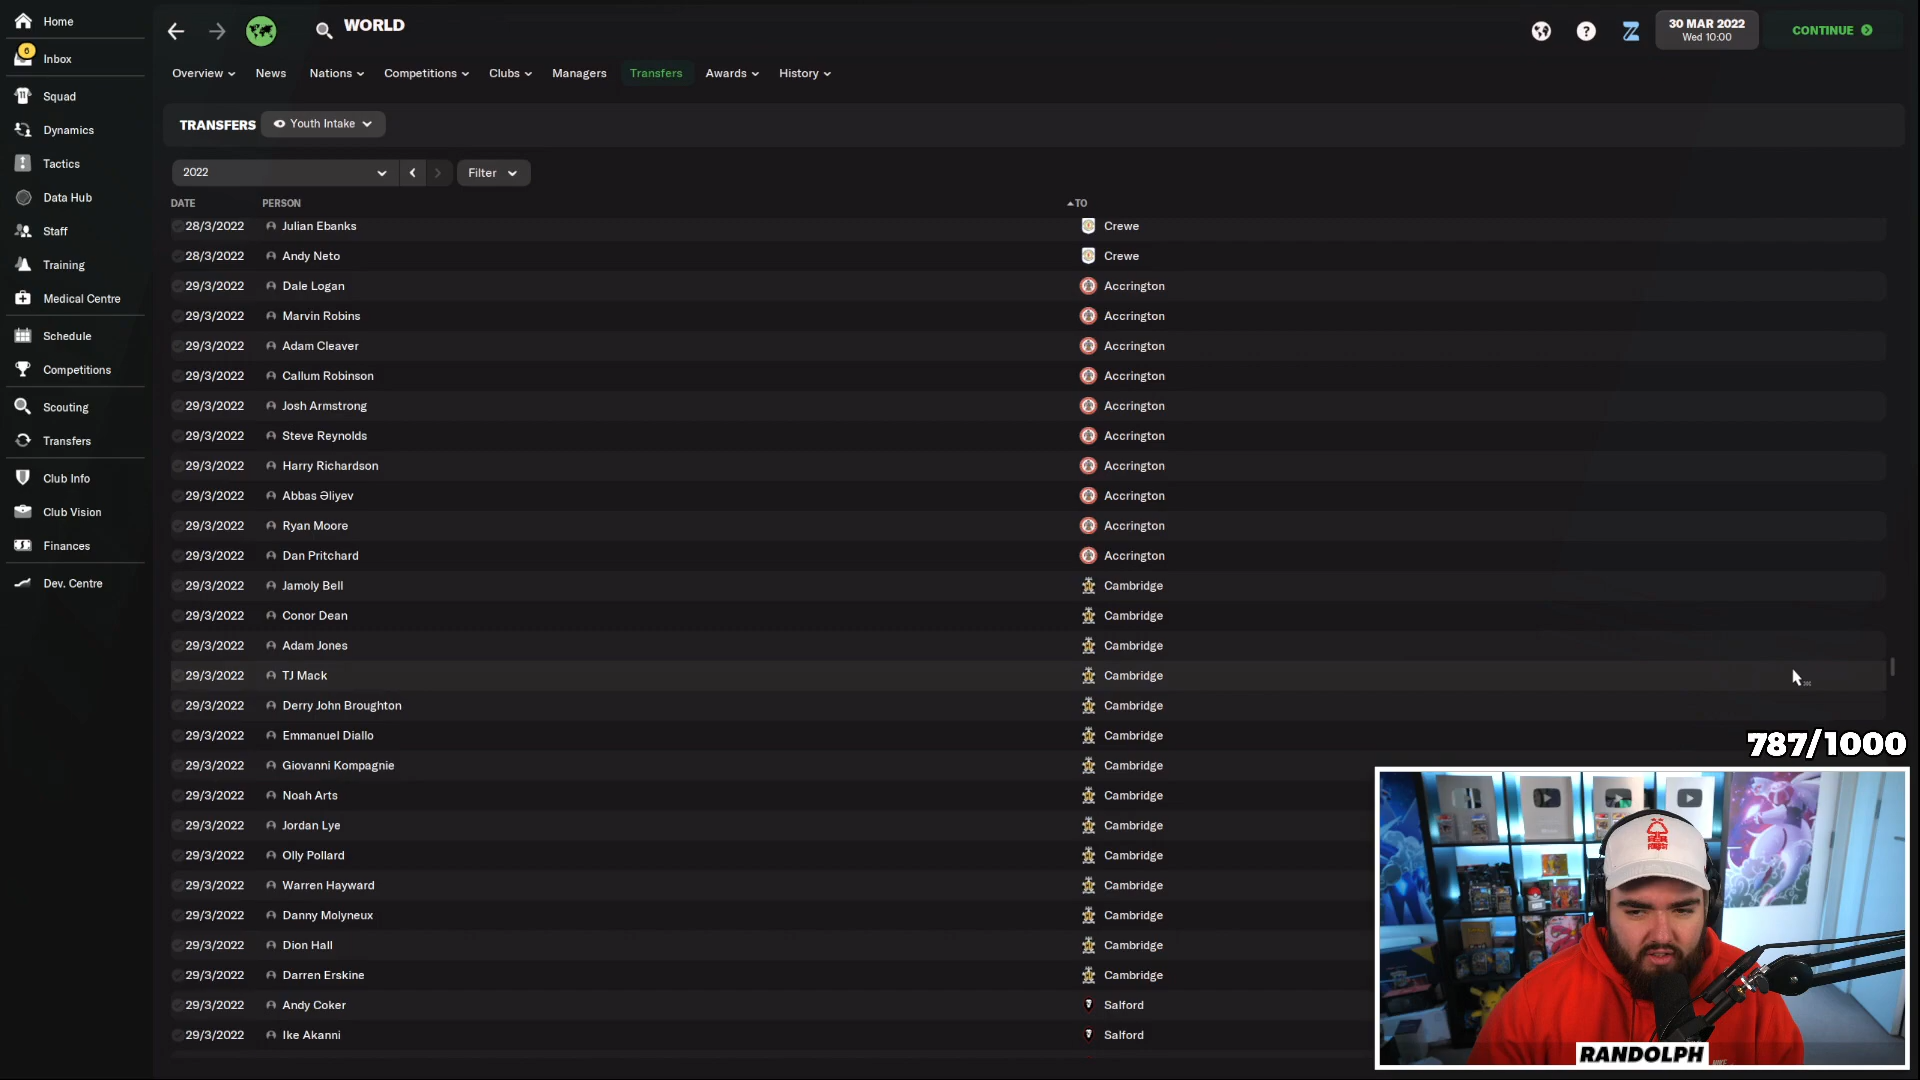 Home
6
Inbox
Squad
Dynamics
Tactics
Data Hub
Staff
Training
Medical Centre
Schedule
Competitions
Scouting
Transfers
Club Info
Club Vision
Finances
Dev. Centre
WORLD
30 MAR 2022
Wed 10:00
CONTINUE
Overview
News
Nations
Competitions
Clubs
Managers
Transfers
Awards
History
TRANSFERS
Youth Intake
2022
Filter
DATE PERSON TO
28/3/2022 Julian Ebanks Crewe
28/3/2022 Andy Neto Crewe
29/3/2022 Dale Logan Accrington
29/3/2022 Marvin Robins Accrington
29/3/2022 Adam Cleaver Accrington
29/3/2022 Callum Robinson Accrington
29/3/2022 Josh Armstrong Accrington
29/3/2022 Steve Reynolds Accrington
29/3/2022 Harry Richardson Accrington
29/3/2022 Abbas Əliyev Accrington
29/3/2022 Ryan Moore Accrington
29/3/2022 Dan Pritchard Accrington
29/3/2022 Jamoly Bell Cambridge
29/3/2022 Conor Dean Cambridge
29/3/2022 Adam Jones Cambridge
29/3/2022 TJ Mack Cambridge
29/3/2022 Derry John Broughton Cambridge
29/3/2022 Emmanuel Diallo Cambridge
29/3/2022 Giovanni Kompagnie Cambridge
29/3/2022 Noah Arts Cambridge
29/3/2022 Jordan Lye Cambridge
29/3/2022 Olly Pollard Cambridge
29/3/2022 Warren Hayward Cambridge
29/3/2022 Danny Molyneux Cambridge
29/3/2022 Dion Hall Cambridge
29/3/2022 Darren Erskine Cambridge
29/3/2022 Andy Coker Salford
29/3/2022 Ike Akanni Salford
787/1000
FOREST
RANDOLPH